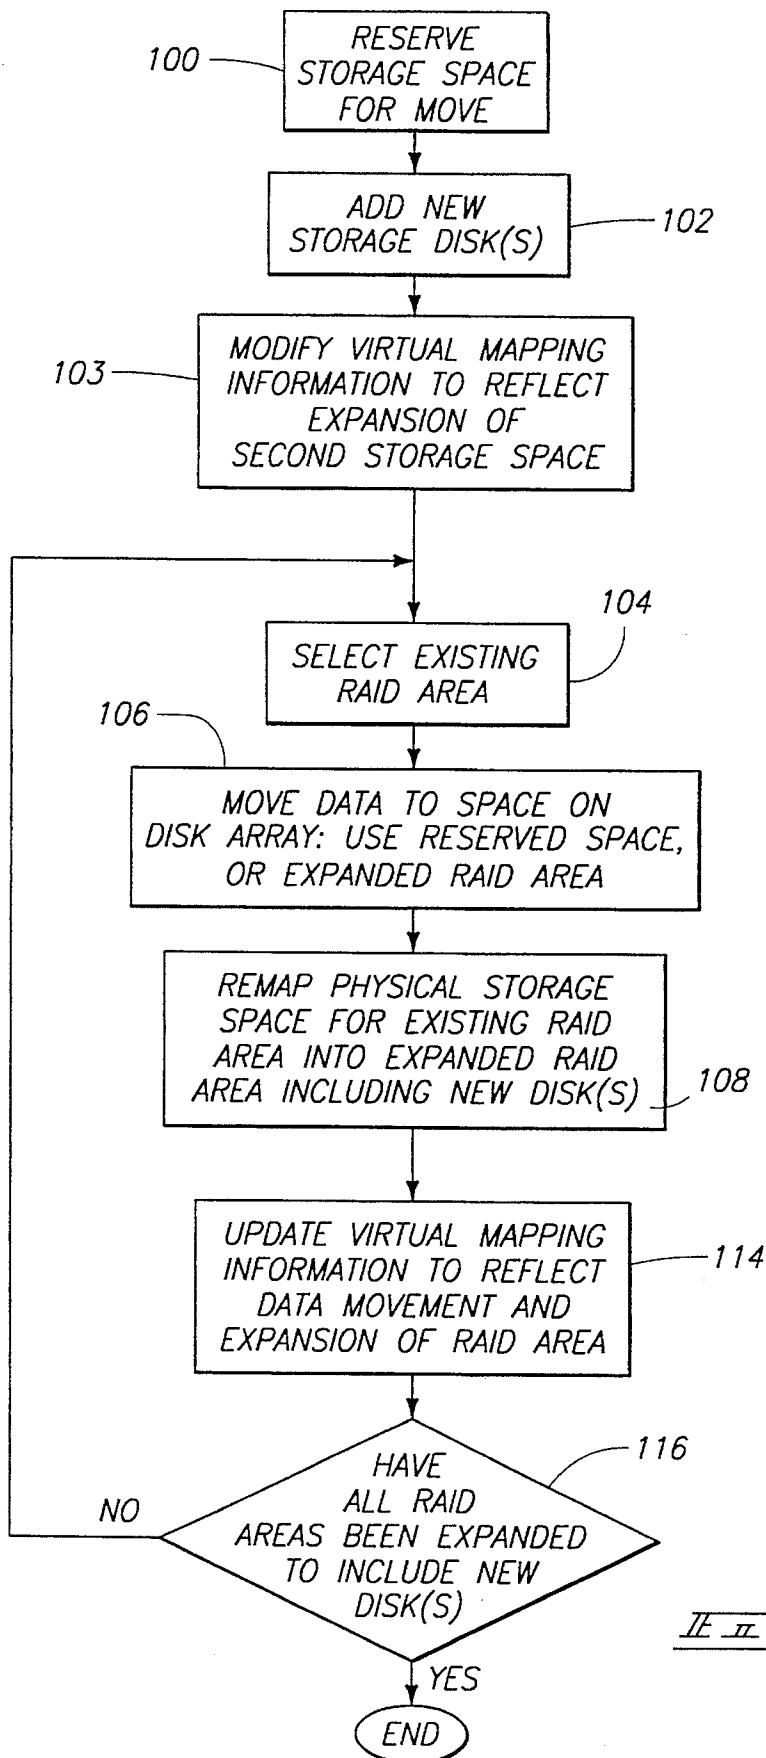 100
RESERVE
STORAGE SPACE
FOR MOVE
ADD NEW
STORAGE DISK(S)
102
103
MODIFY VIRTUAL MAPPING
INFORMATION TO REFLECT
EXPANSION OF
SECOND STORAGE SPACE
104
SELECT EXISTING
RAID AREA
106
MOVE DATA TO SPACE ON
DISK ARRAY: USE RESERVED SPACE,
OR EXPANDED RAID AREA
REMAP PHYSICAL STORAGE
SPACE FOR EXISTING RAID
AREA INTO EXPANDED RAID
AREA INCLUDING NEW DISK(S)
108
UPDATE VIRTUAL MAPPING
INFORMATION TO REFLECT
DATA MOVEMENT AND
EXPANSION OF RAID AREA
114
116
HAVE
ALL RAID
AREAS BEEN EXPANDED
TO INCLUDE NEW
DISK(S)
NO
YES
END